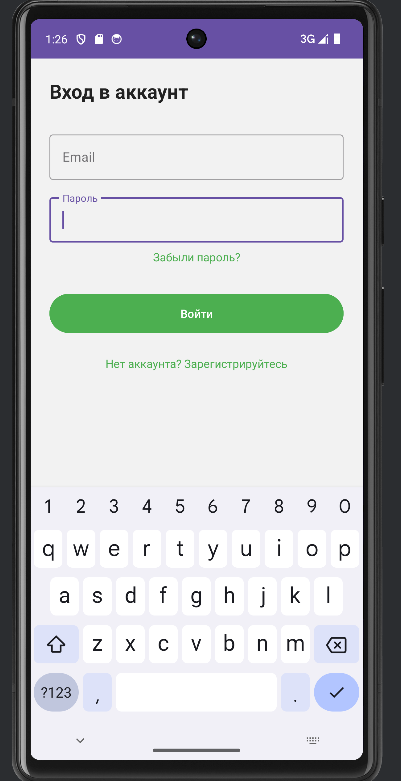 1:26 3G
Вход в аккаунт
Email
Пароль
Забыли пароль?
Войти
Нет аккаунта? Зарегистрируйтесь
1 2 3 4 5 6 7 8 9 0
q w e r t y u i o p
a s d f g h j k l
z x c v b n m
?123 , .